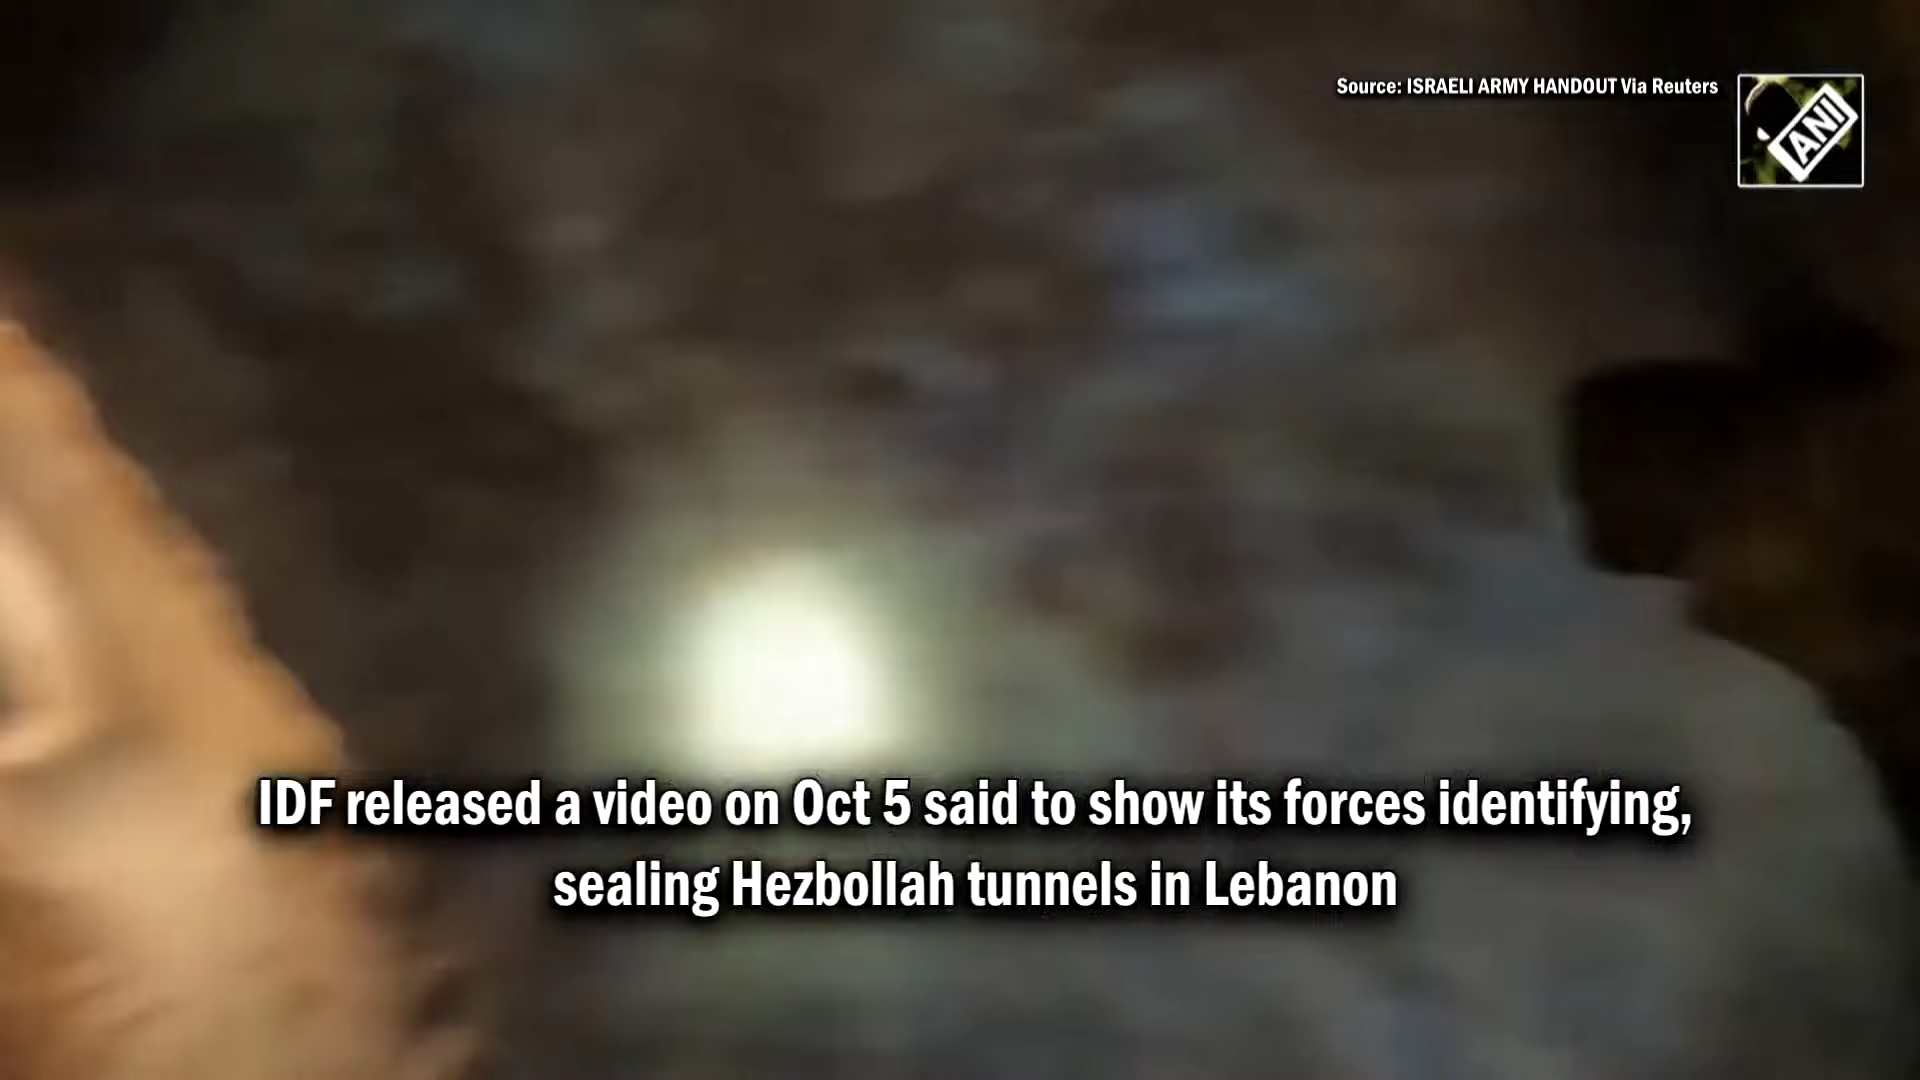 Source: ISRAELI ARMY HANDOUT Via Reuters
ANI
IDF released a video on Oct 5 said to show its forces identifying,
sealing Hezbollah tunnels in Lebanon